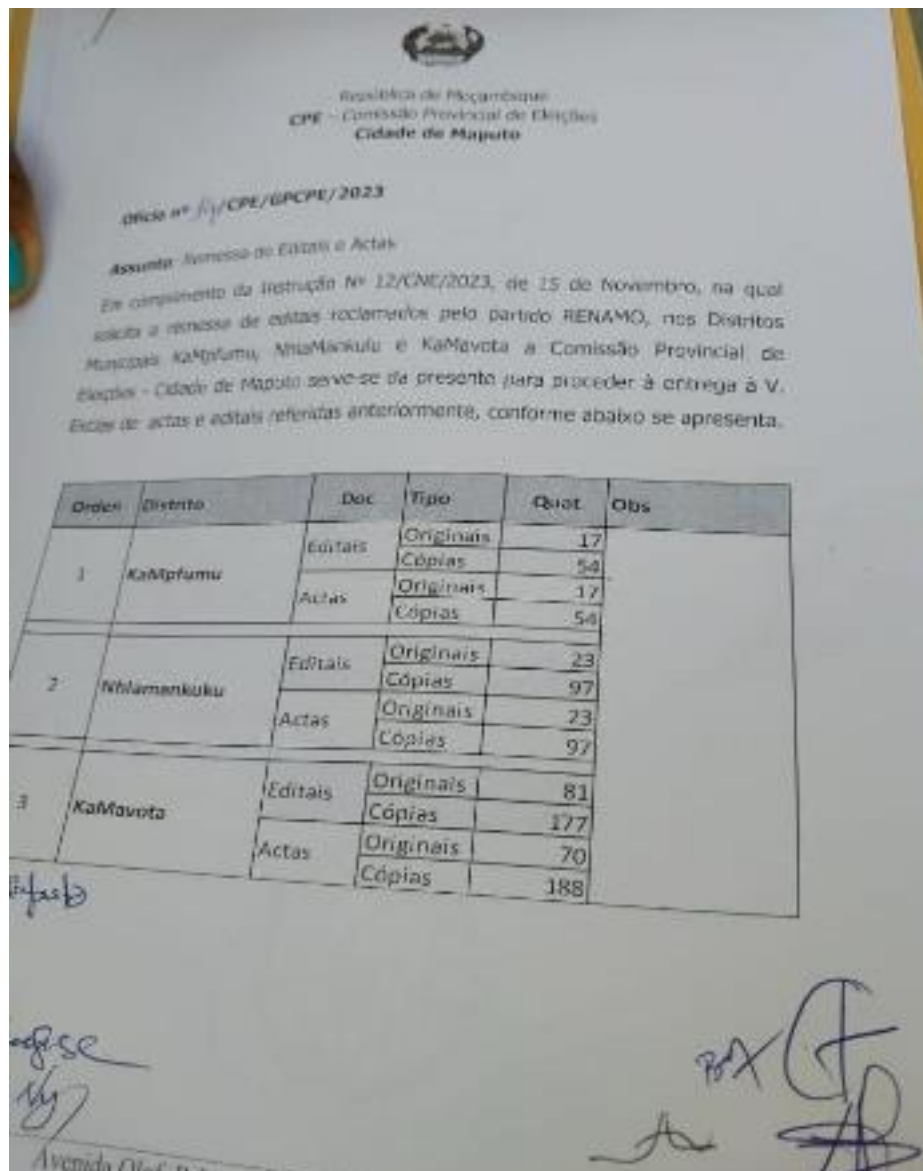 República de Moçambique
CPE - Comissão Provincial de Eleições
Cidade de Maputo
Ofício nº /CPE/GPCPE/2023
Assunto: Remessa de Editais e Actas
Em cumprimento da Instrução Nº 12/CNE/2023, de 15 de Novembro, na qual
solicita a remessa de editais reclamados pelo partido RENAMO, nos Distritos
Municipais KaMpfumu, NhlaMankulu e KaMavota a Comissão Provincial de
Eleições - Cidade de Maputo serve-se da presente para proceder à entrega à V.
Excias de actas e editais referidas anteriormente, conforme abaixo se apresenta.
Orden Distrito Doc Tipo Quat Obs
1 KaMpfumu Editais Originais 17
Cópias 54
Actas Originais 17
Cópias 54
2 Nhlamankuku Editais Originais 23
Cópias 97
Actas Originais 23
Cópias 97
3 KaMavota Editais Originais 81
Cópias 177
Actas Originais 70
Cópias 188
Avenida Olof